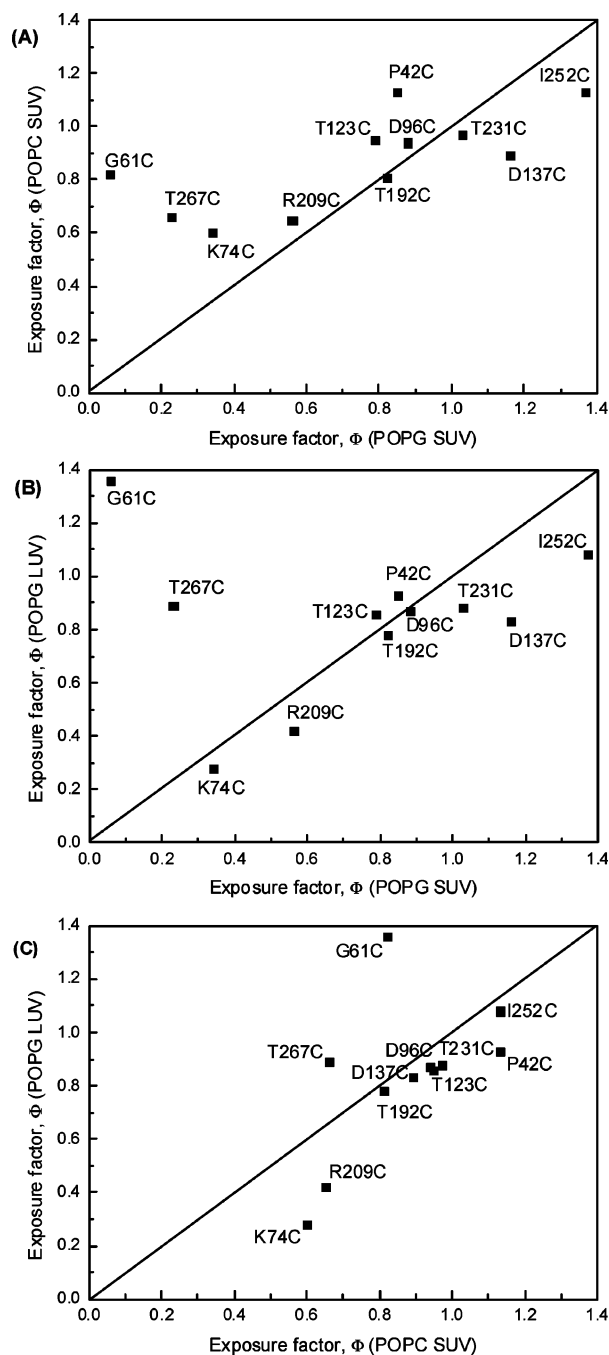 (A)
1.4
1.2
1.0
0.8
0.6
0.4
0.2
0.0
Exposure factor, Φ (POPC SUV)
P42C
I252C
T123C
D96C
T231C
G61C
D137C
T267C
R209C
T192C
K74C
0.0 0.2 0.4 0.6 0.8 1.0 1.2 1.4
Exposure factor, Φ (POPG SUV)
(B)
1.4
1.2
1.0
0.8
0.6
0.4
0.2
0.0
Exposure factor, Φ (POPG LUV)
G61C
I252C
T267C
P42C
T231C
T123C
D96C
D137C
T192C
R209C
K74C
0.0 0.2 0.4 0.6 0.8 1.0 1.2 1.4
Exposure factor, Φ (POPG SUV)
(C)
1.4
1.2
1.0
0.8
0.6
0.4
0.2
0.0
Exposure factor, Φ (POPG LUV)
G61C
I252C
T267C
D96C
T231C
P42C
D137C
T123C
T192C
R209C
K74C
0.0 0.2 0.4 0.6 0.8 1.0 1.2 1.4
Exposure factor, Φ (POPC SUV)